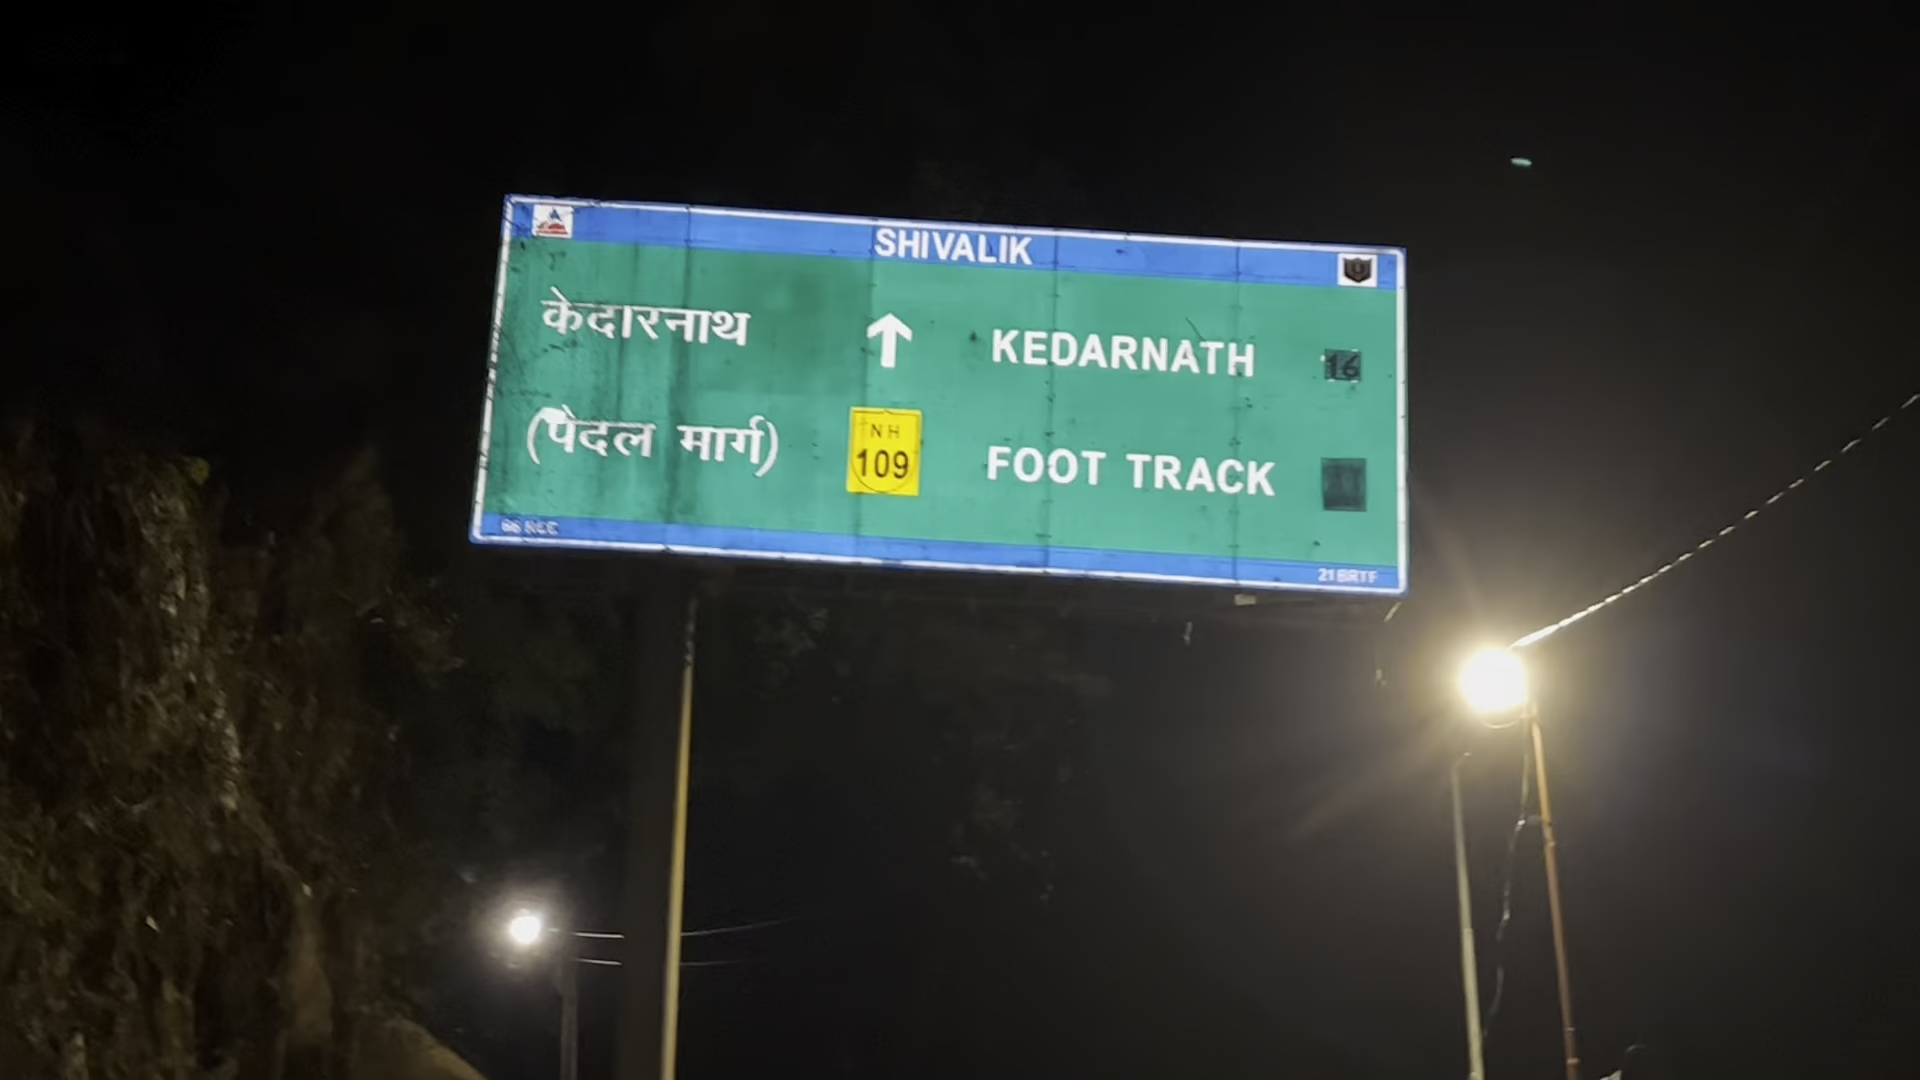 SHIVALIK
केदारनाथ ↑ KEDARNATH 16
(पैदल मार्ग) NH 109 FOOT TRACK
66 RCC 21 BRTF